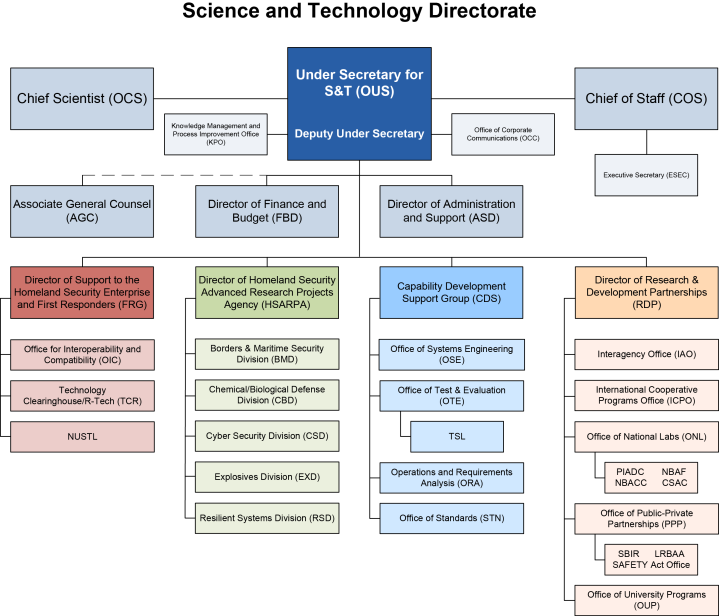 Science and Technology Directorate
Under Secretary for
S&T (OUS)
Deputy Under Secretary
Chief Scientist (OCS)
Chief of Staff (COS)
Knowledge Management and
Process Improvement Office
(KPO)
Office of Corporate
Communications (OCC)
Executive Secretary (ESEC)
Associate General Counsel
(AGC)
Director of Finance and
Budget (FBD)
Director of Administration
and Support (ASD)
Director of Support to the
Homeland Security Enterprise
and First Responders (FRG)
Office for Interoperability and
Compatibility (OIC)
Technology
Clearinghouse/R-Tech (TCR)
NUSTL
Director of Homeland Security
Advanced Research Projects
Agency (HSARPA)
Borders & Maritime Security
Division (BMD)
Chemical/Biological Defense
Division (CBD)
Cyber Security Division (CSD)
Explosives Division (EXD)
Resilient Systems Division (RSD)
Capability Development
Support Group (CDS)
Office of Systems Engineering
(OSE)
Office of Test & Evaluation
(OTE)
TSL
Operations and Requirements
Analysis (ORA)
Office of Standards (STN)
Director of Research &
Development Partnerships
(RDP)
Interagency Office (IAO)
International Cooperative
Programs Office (ICPO)
Office of National Labs (ONL)
PIADC NBAF
NBACC CSAC
Office of Public-Private
Partnerships (PPP)
SBIR LRBAA
SAFETY Act Office
Office of University Programs
(OUP)